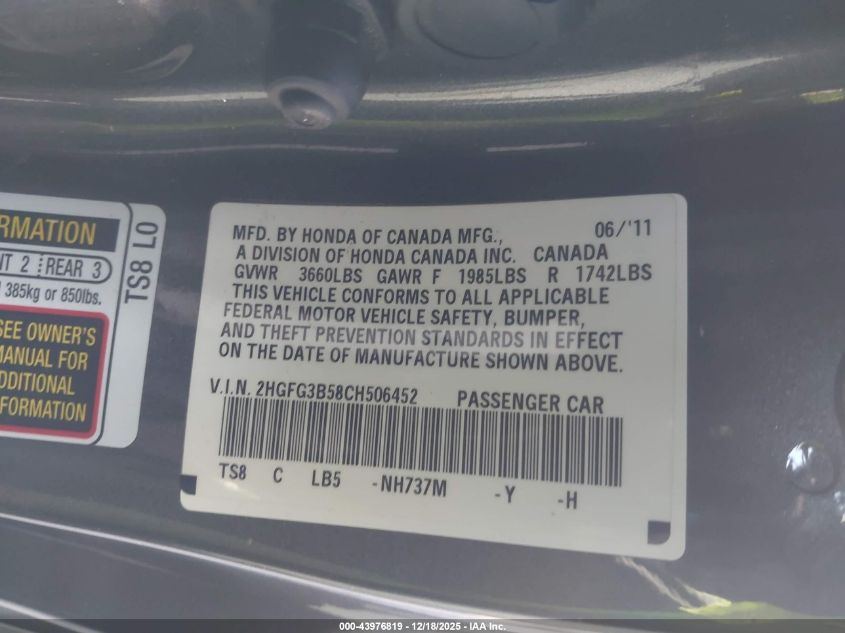 RMATION
NT 2 REAR 3
385kg or 850lbs.
SEE OWNER'S
MANUAL FOR
ADDITIONAL
FORMATION
TS8 L0
MFD. BY HONDA OF CANADA MFG., 06/'11
A DIVISION OF HONDA CANADA INC. CANADA
GVWR 3660LBS GAWR F 1985LBS R 1742LBS
THIS VEHICLE CONFORMS TO ALL APPLICABLE
FEDERAL MOTOR VEHICLE SAFETY, BUMPER,
AND THEFT PREVENTION STANDARDS IN EFFECT
ON THE DATE OF MANUFACTURE SHOWN ABOVE.
V.I.N. 2HGFG3B58CH506452 PASSENGER CAR
TS8 C LB5 -NH737M -Y -H
000-43976819 - 12/18/2025 - IAA Inc.